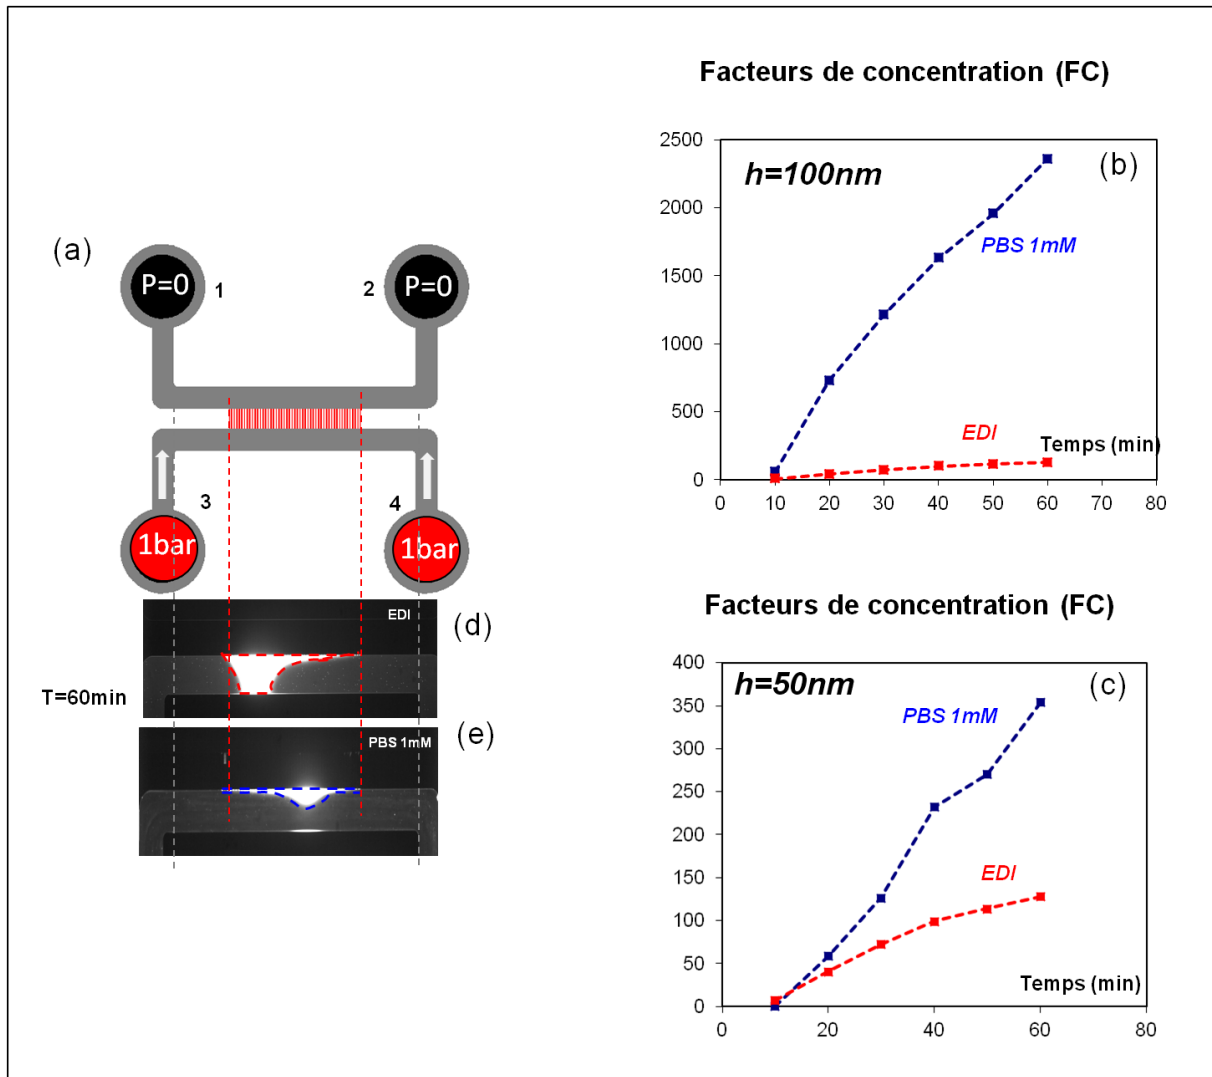 (a)
P=0
1
2
P=0
3
1bar
4
1bar
EDI
(d)
T=60min
PBS 1mM
(e)
Facteurs de concentration (FC)
2500
2000
1500
1000
500
0
h=100nm
(b)
PBS 1mM
EDI
Temps (min)
0 10 20 30 40 50 60 70 80
Facteurs de concentration (FC)
400
350
300
250
200
150
100
50
0
h=50nm
(c)
PBS 1mM
EDI
Temps (min)
0 20 40 60 80